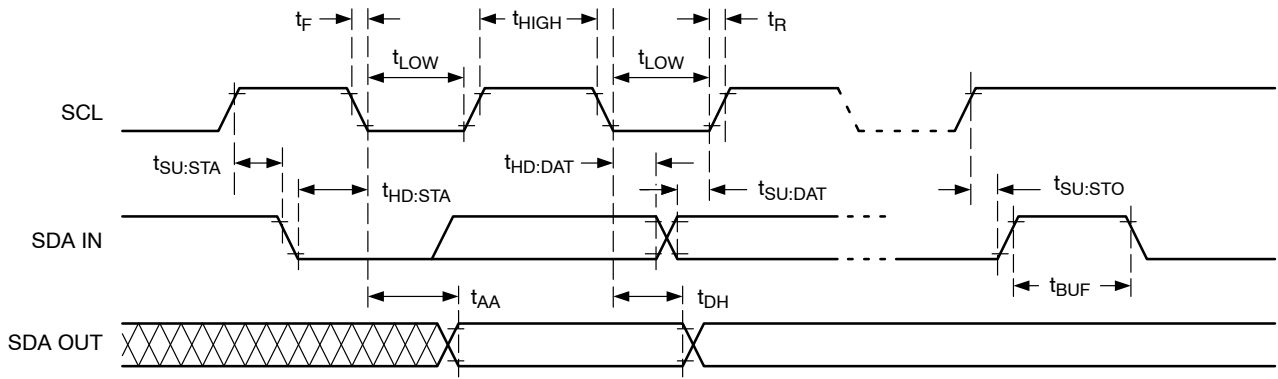 tF
tHIGH
tR
tLOW
tLOW
SCL
tSU:STA
tHD:STA
tHD:DAT
tSU:DAT
tSU:STO
SDA IN
tBUF
tAA
tDH
SDA OUT